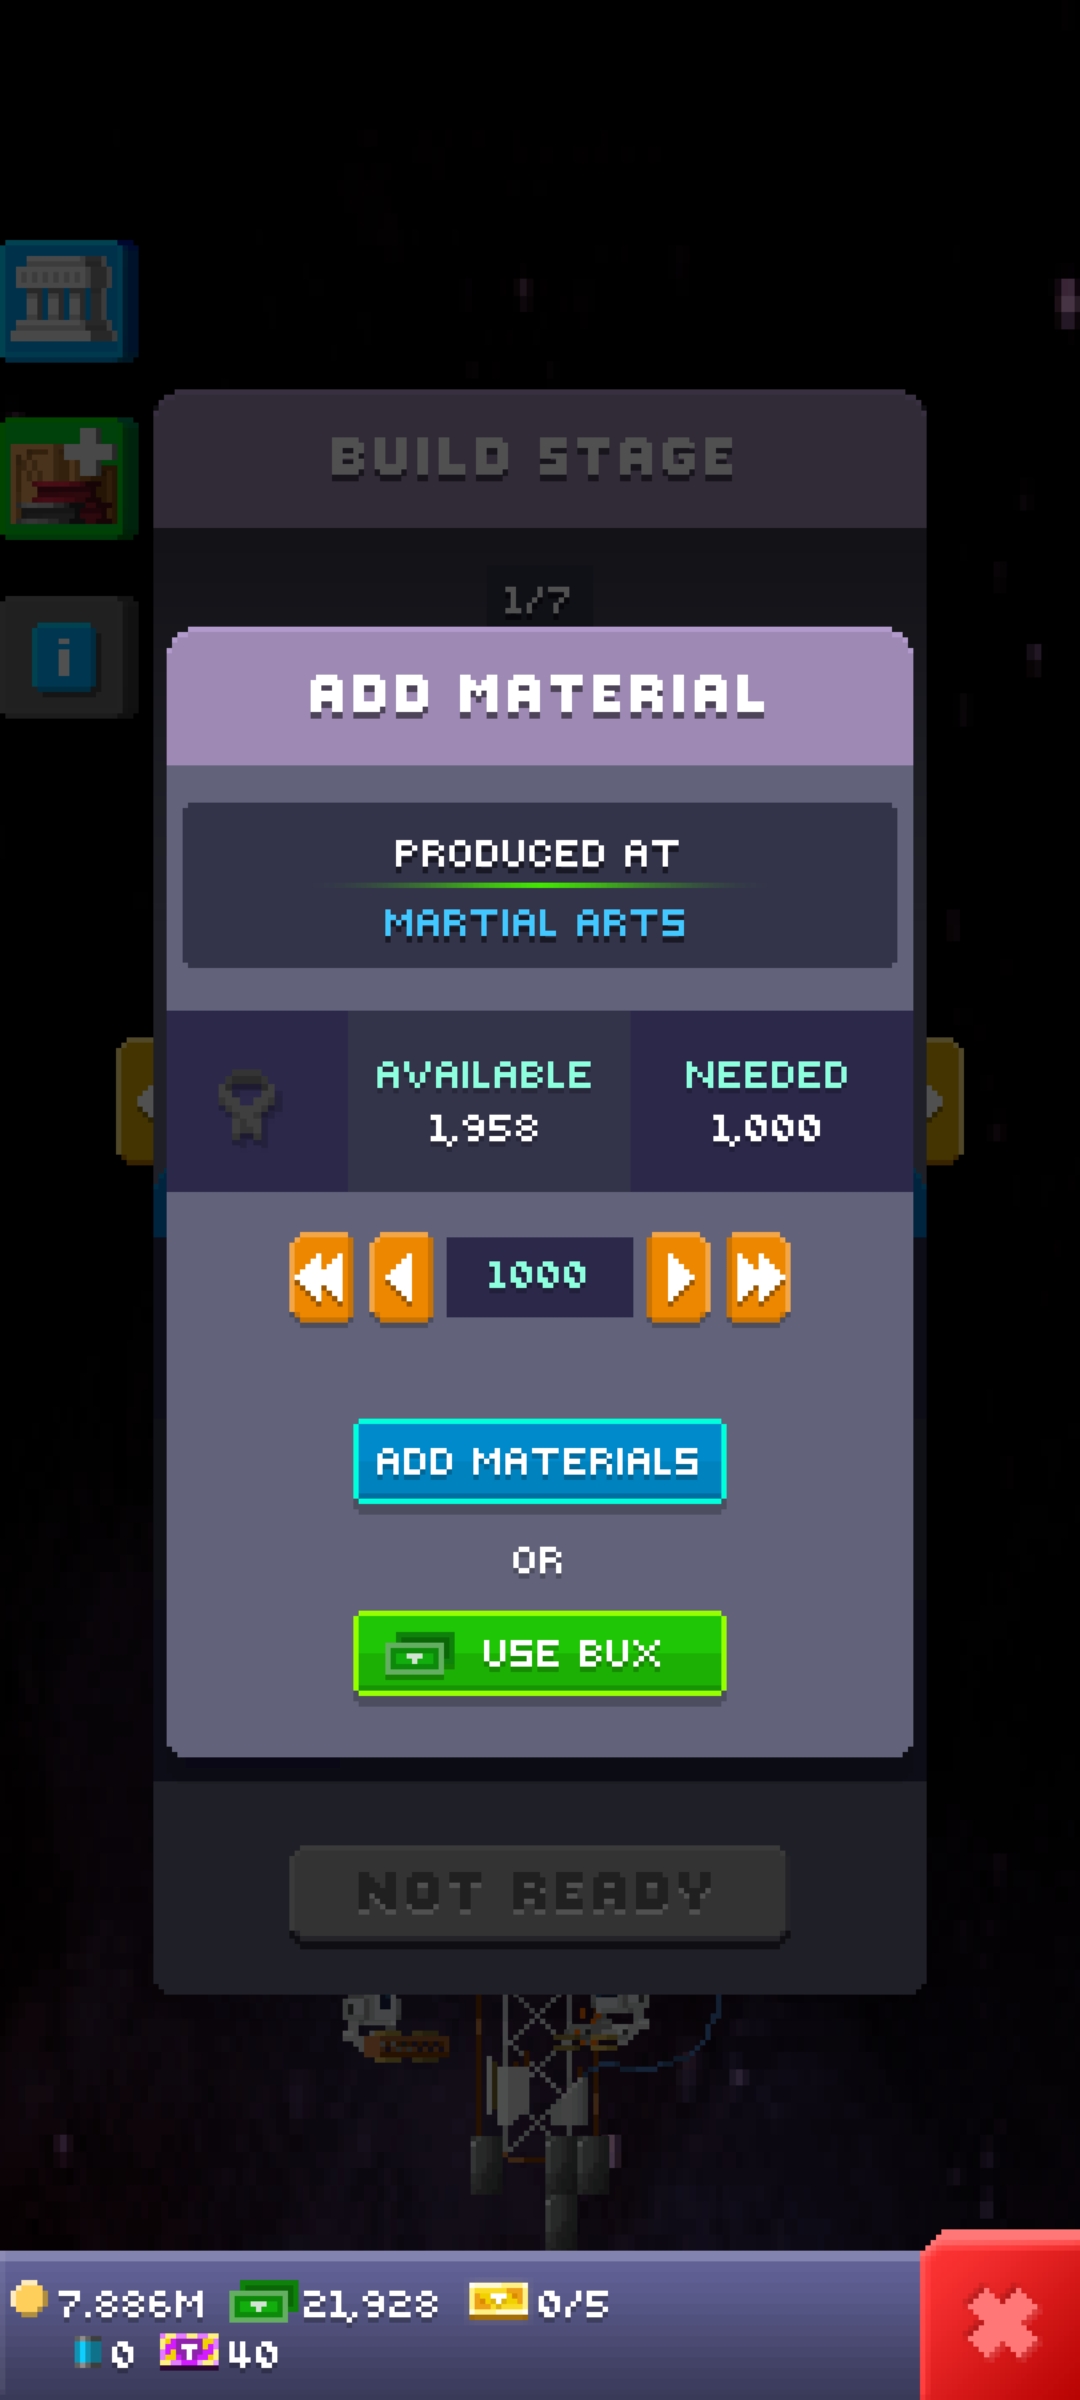 BUILD STAGE
1/7
ADD MATERIAL
PRODUCED AT
MARTIAL ARTS
AVAILABLE NEEDED
1,958 1,000
1000
ADD MATERIALS
OR
USE BUX
NOT READY
7.886M 21,928 0/5
0 40